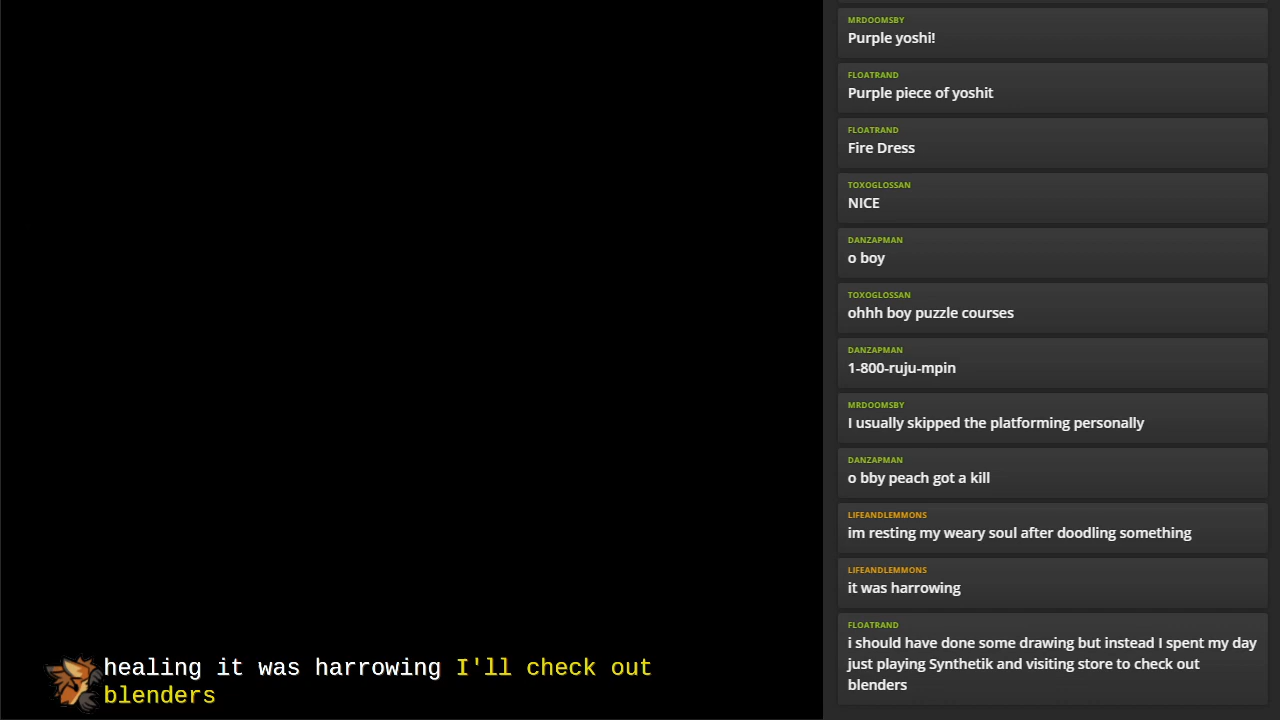 MRDOOMSBY
Purple yoshi!
FLOATRAND
Purple piece of yoshit
FLOATRAND
Fire Dress
TOXOGLOSSAN
NICE
DANZAPMAN
o boy
TOXOGLOSSAN
ohhh boy puzzle courses
DANZAPMAN
1-800-ruju-mpin
MRDOOMSBY
I usually skipped the platforming personally
DANZAPMAN
o bby peach got a kill
LIFEANDLEMMONS
im resting my weary soul after doodling something
LIFEANDLEMMONS
it was harrowing
FLOATRAND
i should have done some drawing but instead I spent my day
just playing Synthetik and visiting store to check out
blenders
healing it was harrowing I'll check out
blenders